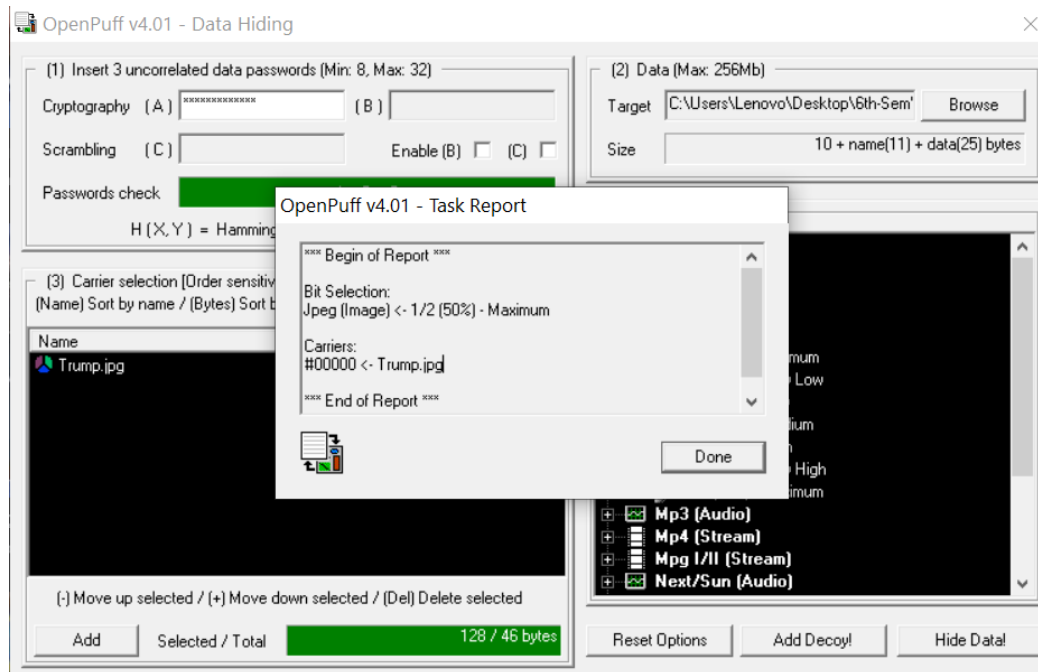 OpenPuff v4.01 - Data Hiding
(1) Insert 3 uncorrelated data passwords (Min: 8, Max: 32)
Cryptography (A) ************* (B)
Scrambling (C) Enable (B) (C)
Passwords check
H (X,Y) = Hamming
(2) Data (Max: 256Mb)
Target C:\Users\Lenovo\Desktop\6th-Sem' Browse
Size 10 + name(11) + data(25) bytes
(3) Carrier selection [Order sensitiv
(Name) Sort by name / (Bytes) Sort b
Name
Trump.jpg
(-) Move up selected / (+) Move down selected / (Del) Delete selected
Add Selected / Total 128 / 46 bytes
OpenPuff v4.01 - Task Report
*** Begin of Report ***
Bit Selection:
Jpeg (Image) <- 1/2 (50%) - Maximum
Carriers:
#00000 <- Trump.jpg
*** End of Report ***
Done
mum
Low
ium
High
imum
Mp3 (Audio)
Mp4 (Stream)
Mpg I/II (Stream)
Next/Sun (Audio)
Reset Options Add Decoy! Hide Data!